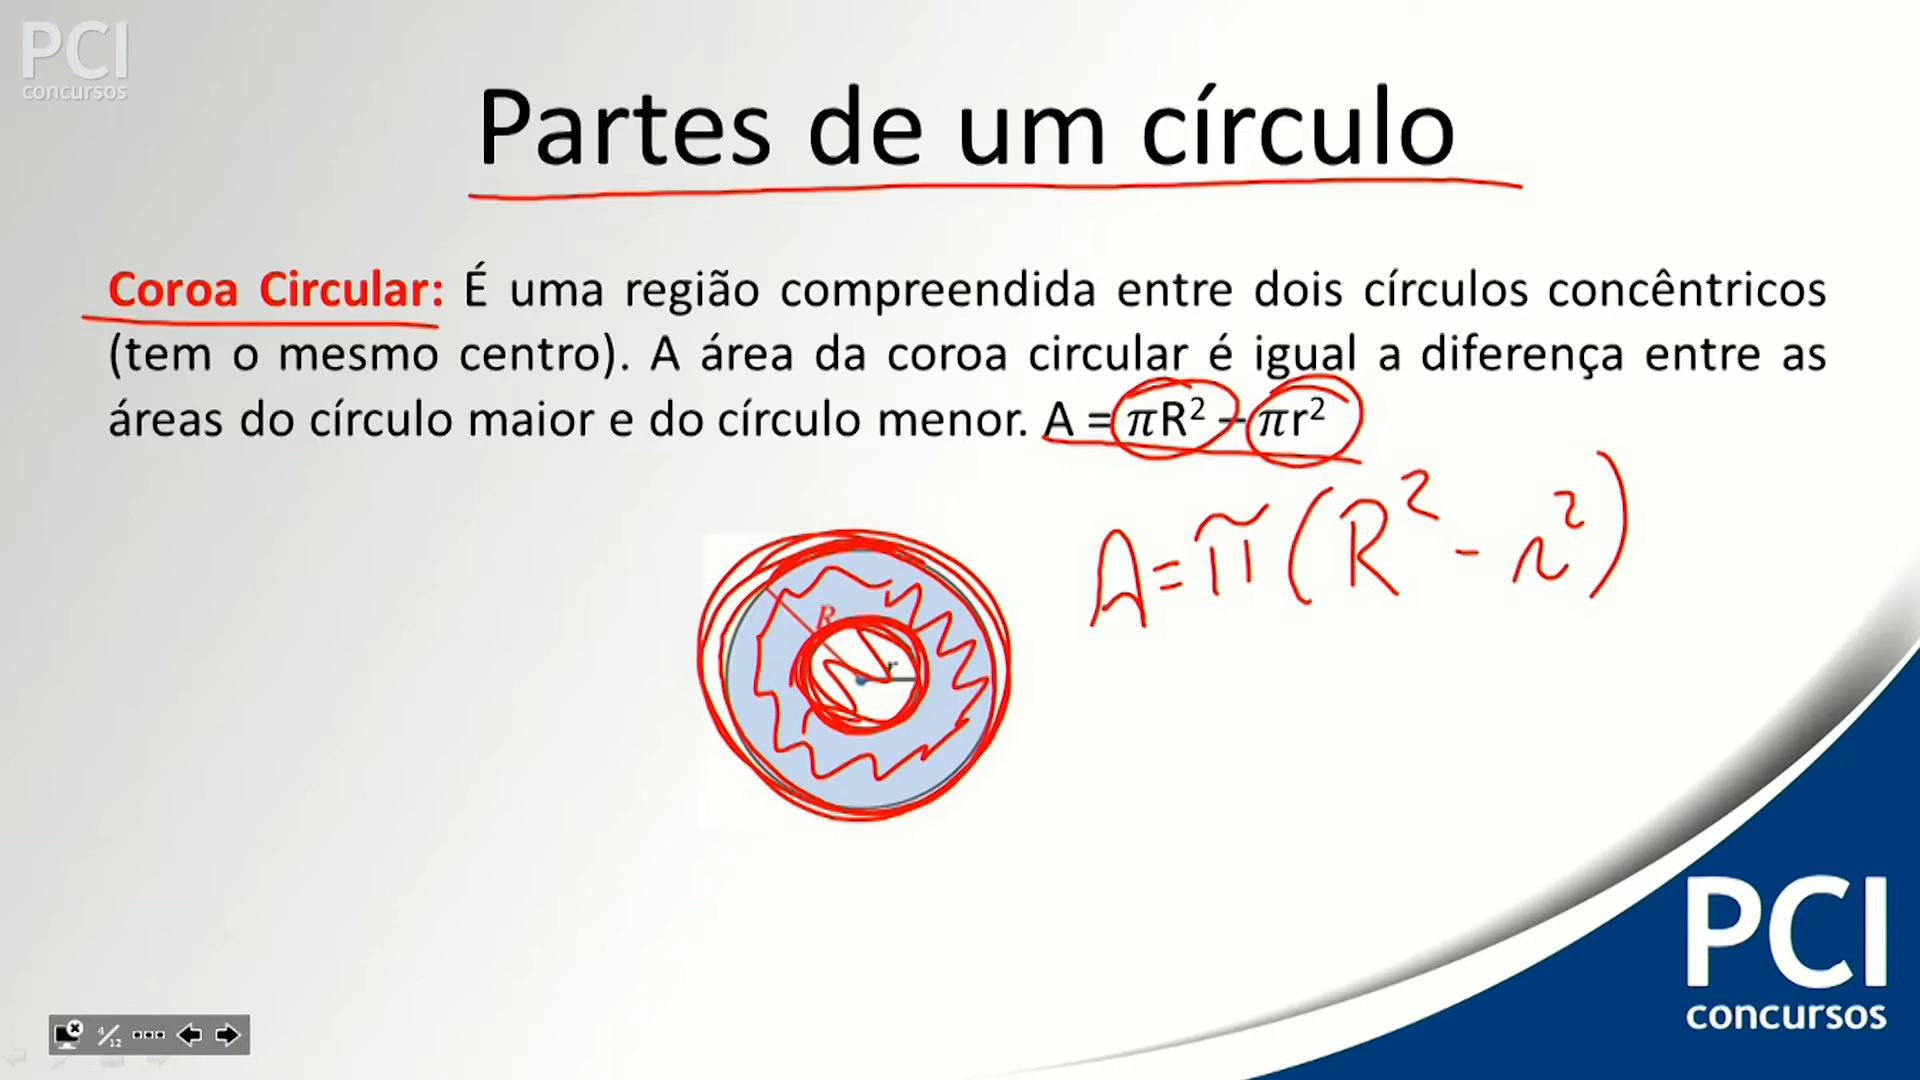 PCI
concursos
Partes de um círculo
Coroa Circular: É uma região compreendida entre dois círculos concêntricos
(tem o mesmo centro). A área da coroa circular é igual a diferença entre as
áreas do círculo maior e do círculo menor. A = πR² – πr²
A = π(R² - r²)
R
r
PCI
concursos
4/12